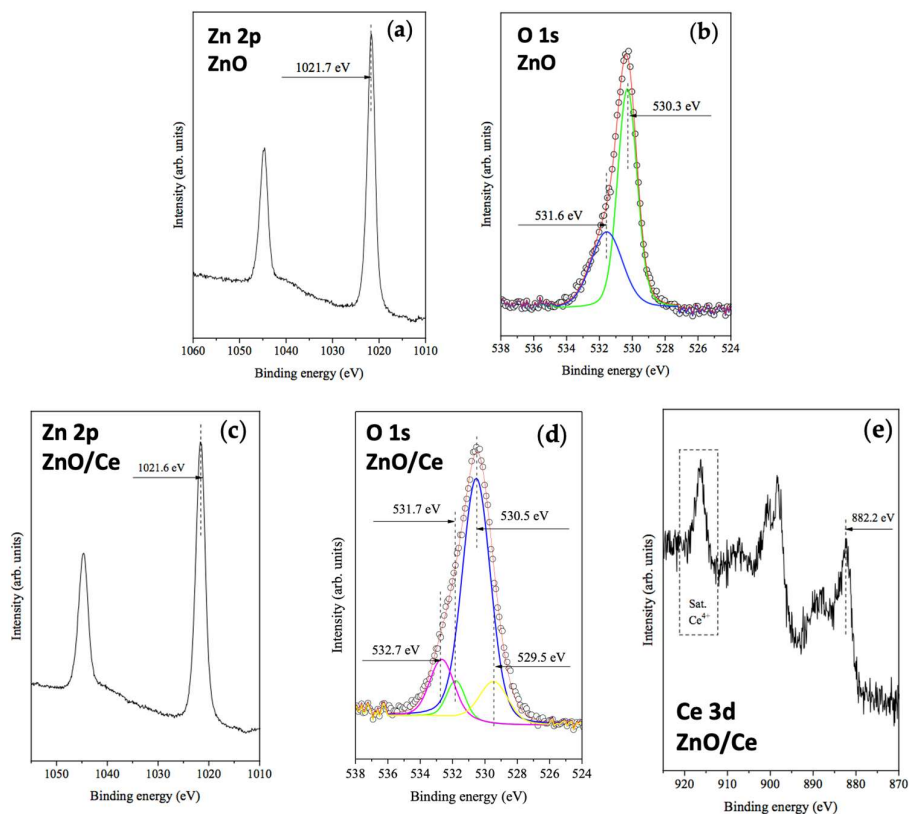 Zn 2p
ZnO
(a)
1021.7 eV
Intensity (arb. units)
1060 1050 1040 1030 1020 1010
Binding energy (eV)
O 1s
ZnO
(b)
530.3 eV
531.6 eV
Intensity (arb. units)
538 536 534 532 530 528 526 524
Binding energy (eV)
Zn 2p
ZnO/Ce
(c)
1021.6 eV
Intensity (arb. units)
1050 1040 1030 1020 1010
Binding energy (eV)
O 1s
ZnO/Ce
(d)
531.7 eV
530.5 eV
532.7 eV
529.5 eV
Intensity (arb. units)
538 536 534 532 530 528 526 524
Binding energy (eV)
(e)
882.2 eV
Sat.
Ce⁴⁺
Ce 3d
ZnO/Ce
Intensity (arb. units)
920 910 900 890 880 870
Binding energy (eV)